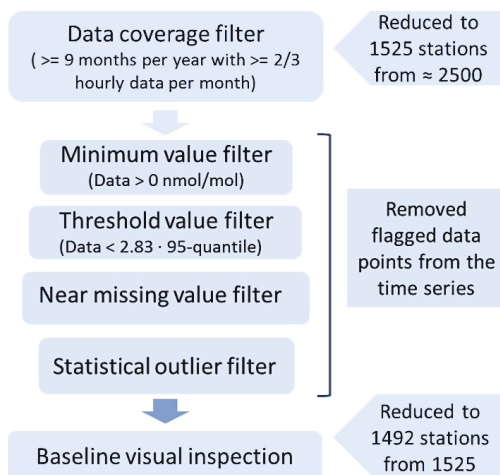 Data coverage filter
( >= 9 months per year with >= 2/3
hourly data per month)
Reduced to
1525 stations
from ≈ 2500
Minimum value filter
(Data > 0 nmol/mol)
Threshold value filter
(Data < 2.83 · 95-quantile)
Near missing value filter
Statistical outlier filter
Removed
flagged data
points from the
time series
Baseline visual inspection
Reduced to
1492 stations
from 1525